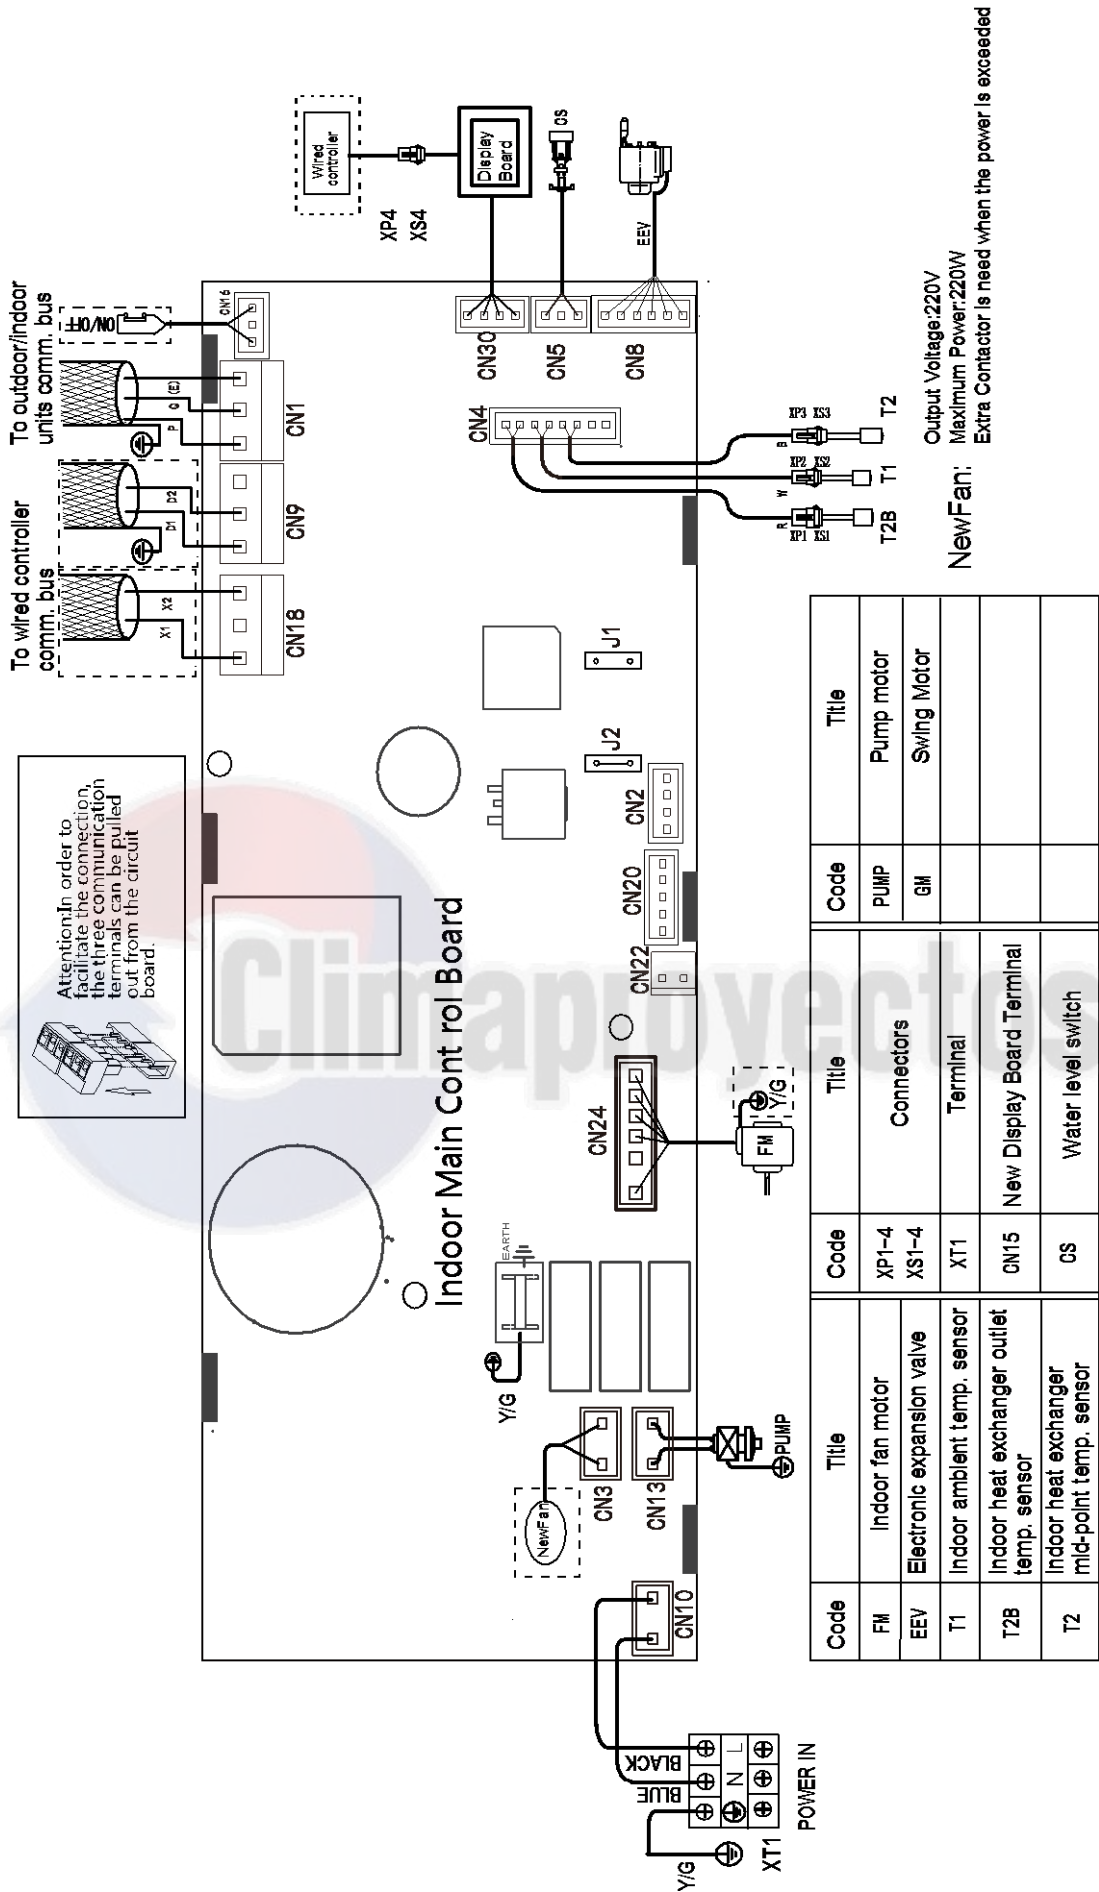 To wired controller
comm. bus
To outdoor/indoor
units comm. bus
Attention:In order to
facilitate the connection,
the three communication
terminals can be pulled
out from the circuit
board.
X1
X2
D1
D2
P
Q
(E)
ON/OFF
CN18
CN9
CN1
CN16
Wired
controller
XP4
XS4
Display
Board
CS
EEV
CN30
CN5
CN8
CN4
J2
J1
CN22
CN20
CN2
Indoor Main Cont rol Board
Climaproyectos
EARTH
Y/G
CN24
FM
Y/G
NewFan
CN3
CN13
PUMP
CN10
BLACK
BLUE
Y/G
N L
XT1
POWER IN
R
W
B
XP1 XS1
XP2 XS2
XP3 XS3
T2B
T1
T2
NewFan:
Output Voltage:220V
Maximum Power:220W
Extra Contactor is need when the power is exceeded
Code Title Code Title Code Title
FM Indoor fan motor XP1-4 Connectors PUMP Pump motor
EEV Electronic expansion valve XS1-4 GM Swing Motor
T1 Indoor ambient temp. sensor XT1 Terminal
T2B Indoor heat exchanger outlet
temp. sensor CN15 New Display Board Terminal
T2 Indoor heat exchanger
mid-point temp. sensor CS Water level switch